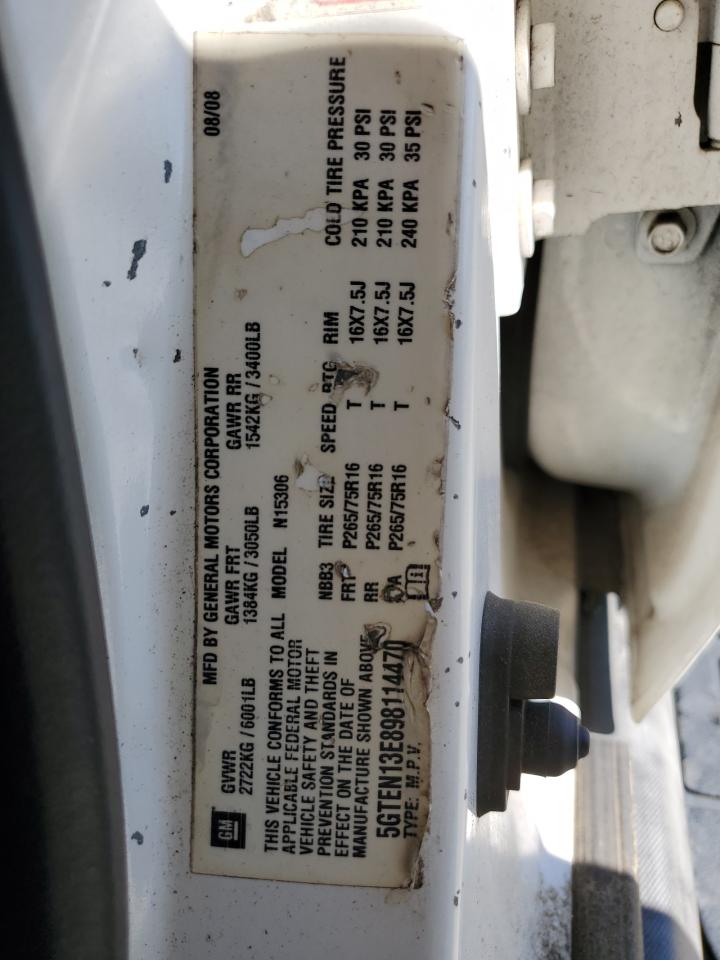 MFD BY GENERAL MOTORS CORPORATION 08/08
GM
GVWR GAWR FRT GAWR RR
2722KG / 6001LB 1384KG / 3050LB 1542KG / 3400LB
THIS VEHICLE CONFORMS TO ALL
APPLICABLE FEDERAL MOTOR
VEHICLE SAFETY AND THEFT
PREVENTION STANDARDS IN
EFFECT ON THE DATE OF
MANUFACTURE SHOWN ABOVE
5GTEN13E898114470
TYPE: M.P.V.
MODEL N15306
NBB3 TIRE SIZE SPEED RTG RIM COLD TIRE PRESSURE
FRT P265/75R16 T 16X7.5J 210 KPA 30 PSI
RR P265/75R16 T 16X7.5J 210 KPA 30 PSI
P265/75R16 T 16X7.5J 240 KPA 35 PSI